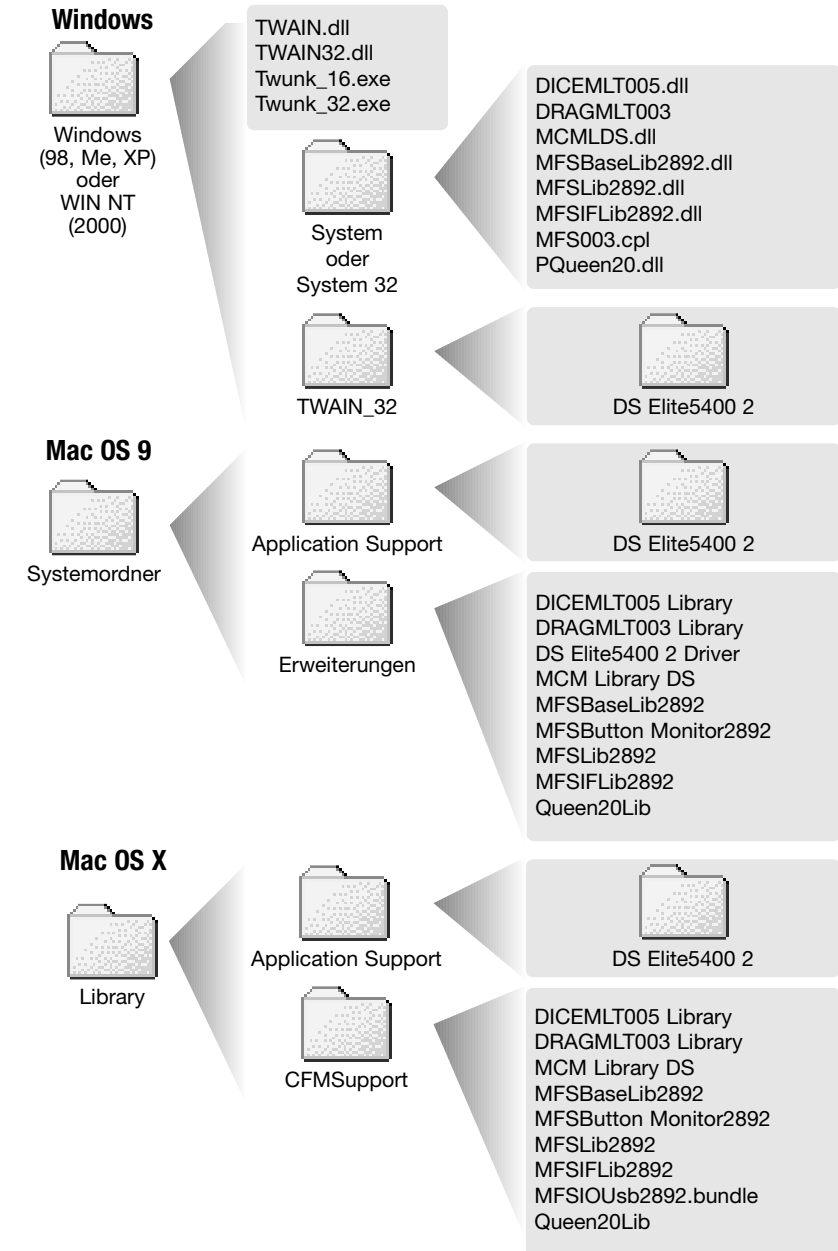 Windows
Windows
(98, Me, XP)
oder
WIN NT
(2000)
TWAIN.dll
TWAIN32.dll
Twunk_16.exe
Twunk_32.exe
System
oder
System 32
DICEMLT005.dll
DRAGMLT003
MCMLDS.dll
MFSBaseLib2892.dll
MFSLib2892.dll
MFSIFLib2892.dll
MFS003.cpl
PQueen20.dll
TWAIN_32
DS Elite5400 2
Mac OS 9
Systemordner
Application Support
DS Elite5400 2
Erweiterungen
DICEMLT005 Library
DRAGMLT003 Library
DS Elite5400 2 Driver
MCM Library DS
MFSBaseLib2892
MFSButton Monitor2892
MFSLib2892
MFSIFLib2892
Queen20Lib
Mac OS X
Library
Application Support
DS Elite5400 2
CFMSupport
DICEMLT005 Library
DRAGMLT003 Library
MCM Library DS
MFSBaseLib2892
MFSButton Monitor2892
MFSLib2892
MFSIFLib2892
MFSIOUsb2892.bundle
Queen20Lib